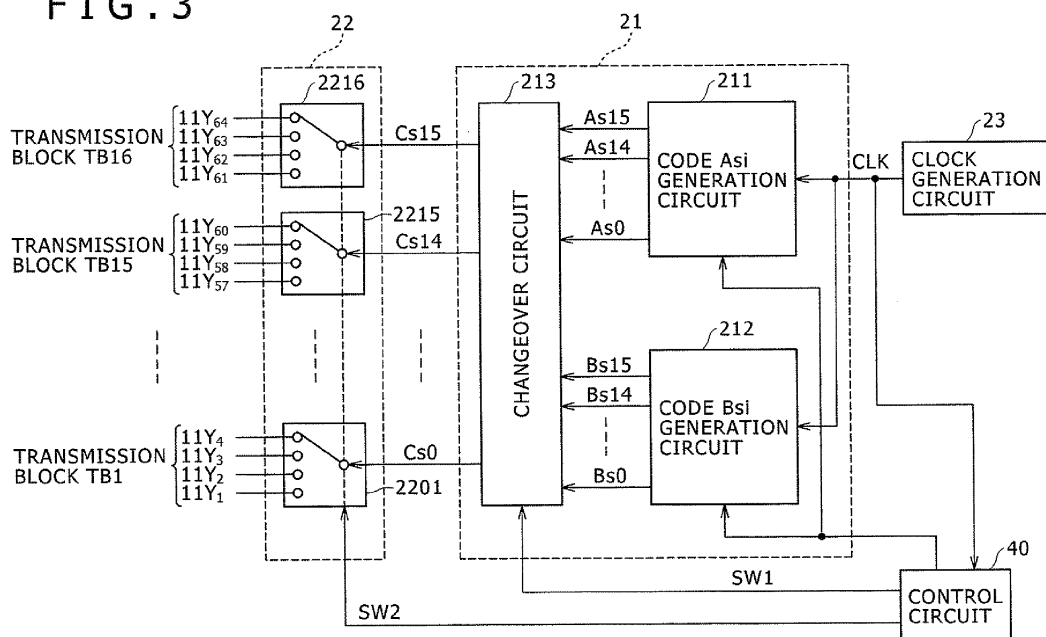 FIG.3
22
21
2216
213
211
23
TRANSMISSION
BLOCK TB16
11Y64
11Y63
11Y62
11Y61
Cs15
As15
As14
As0
CODE Asi
GENERATION
CIRCUIT
CLK
CLOCK
GENERATION
CIRCUIT
2215
TRANSMISSION
BLOCK TB15
11Y60
11Y59
11Y58
11Y57
Cs14
CHANGEOVER CIRCUIT
212
Bs15
Bs14
Bs0
CODE Bsi
GENERATION
CIRCUIT
TRANSMISSION
BLOCK TB1
11Y4
11Y3
11Y2
11Y1
Cs0
2201
40
SW1
SW2
CONTROL
CIRCUIT